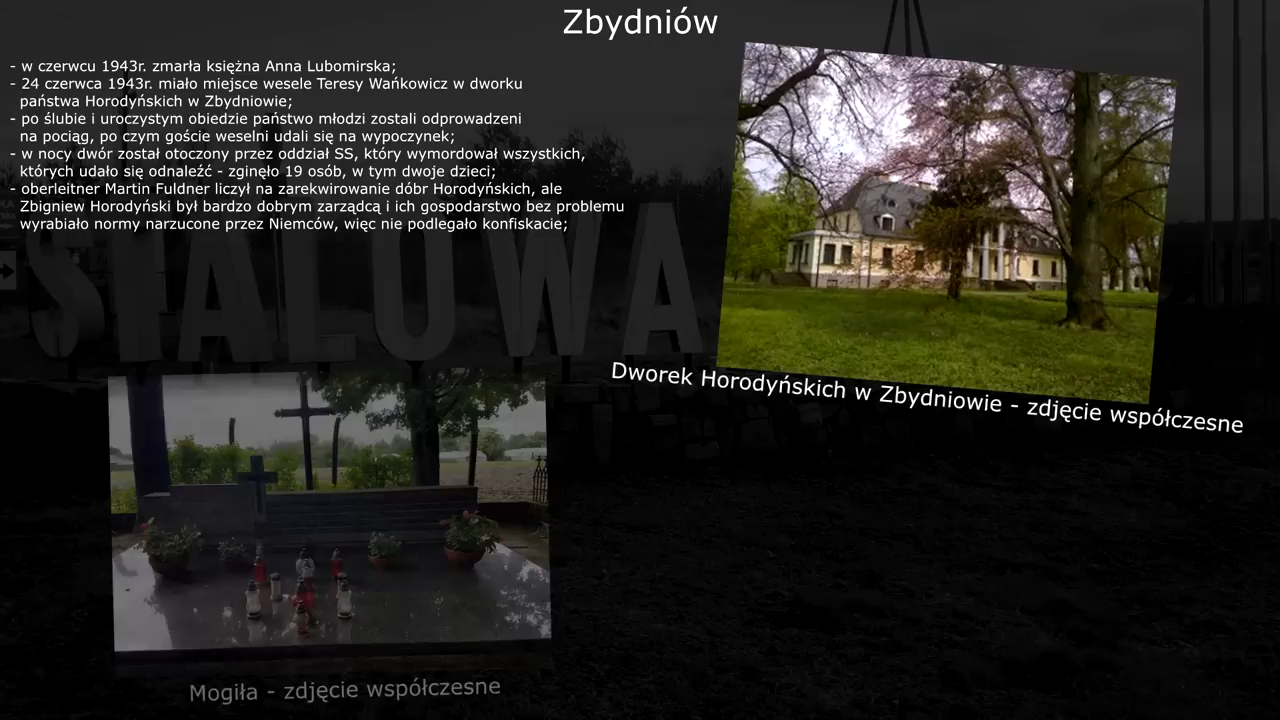 Zbydniów
- w czerwcu 1943r. zmarła księżna Anna Lubomirska;
- 24 czerwca 1943r. miało miejsce wesele Teresy Wańkowicz w dworku
państwa Horodyńskich w Zbydniowie;
- po ślubie i uroczystym obiedzie państwo młodzi zostali odprowadzeni
na pociąg, po czym goście weselni udali się na wypoczynek;
- w nocy dwór został otoczony przez oddział SS, który wymordował wszystkich,
których udało się odnaleźć - zginęło 19 osób, w tym dwoje dzieci;
- oberleitner Martin Fuldner liczył na zarekwirowanie dóbr Horodyńskich, ale
Zbigniew Horodyński był bardzo dobrym zarządcą i ich gospodarstwo bez problemu
wyrabiało normy narzucone przez Niemców, więc nie podlegało konfiskacie;
STALOWA
Dworek Horodyńskich w Zbydniowie - zdjęcie współczesne
Mogiła - zdjęcie współczesne